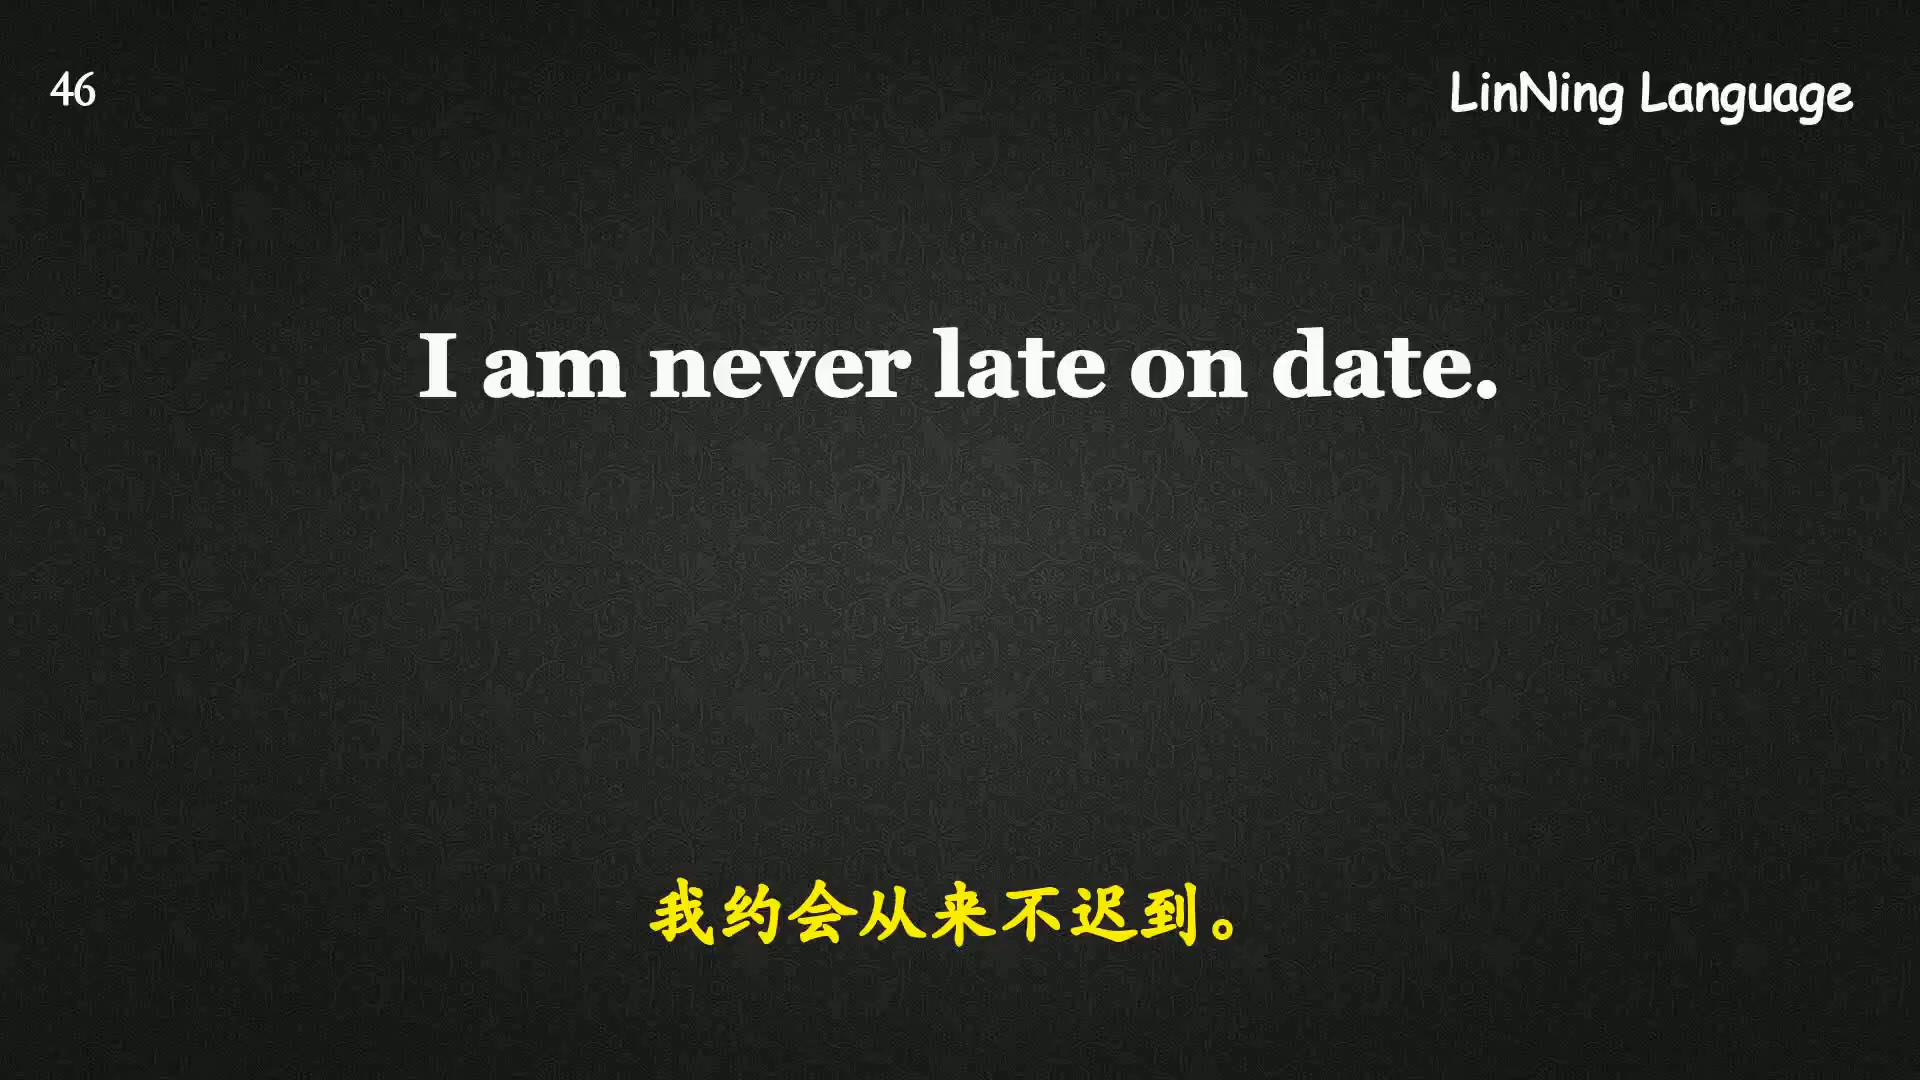 46
LinNing Language
I am never late on date.
我约会从来不迟到。